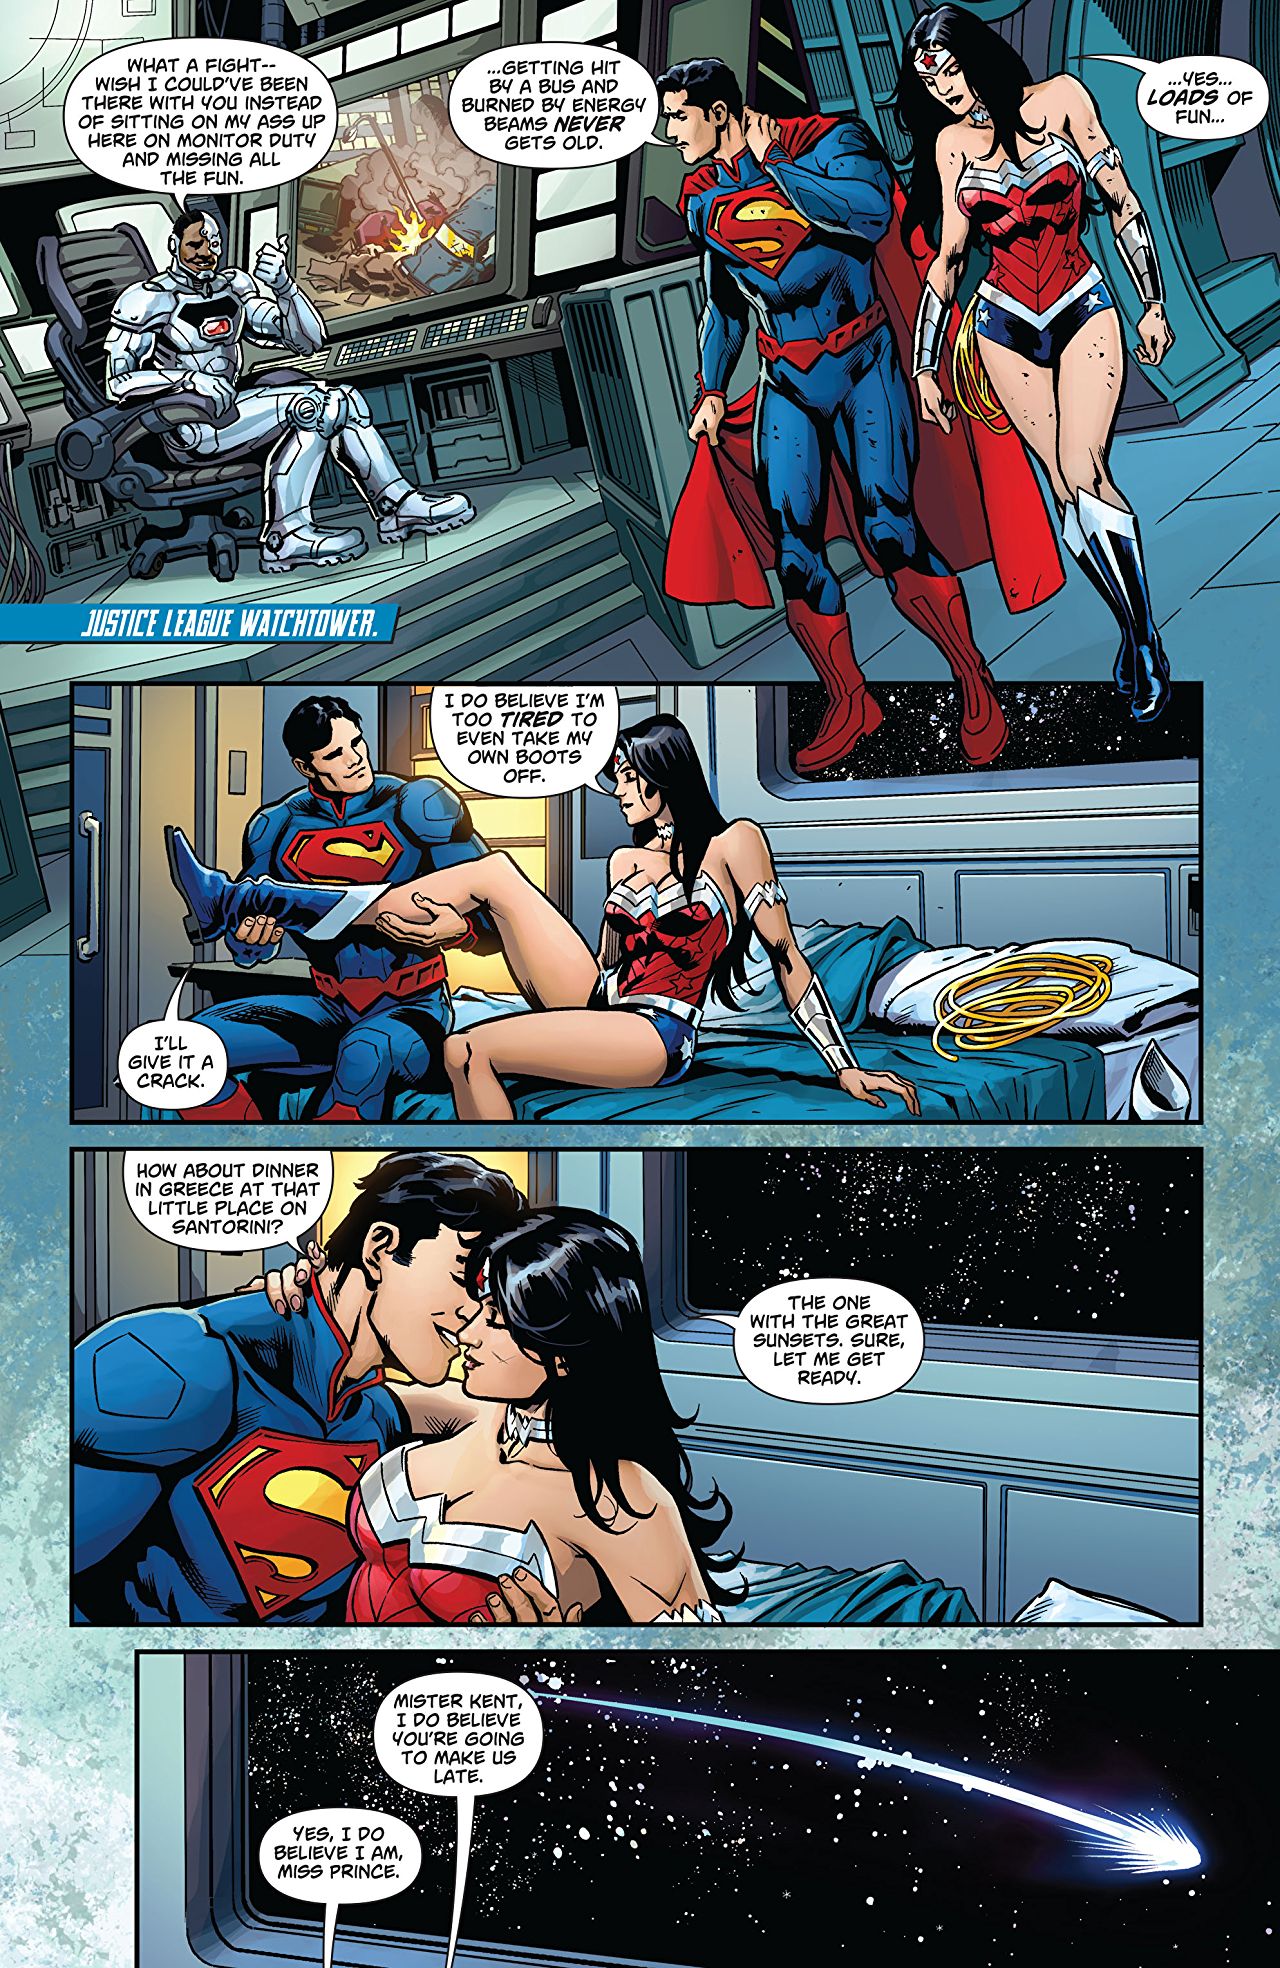 WHAT A FIGHT--
WISH I COULD'VE BEEN
THERE WITH YOU INSTEAD
OF SITTING ON MY ASS UP
HERE ON MONITOR DUTY
AND MISSING ALL
THE FUN.
...GETTING HIT
BY A BUS AND
BURNED BY ENERGY
BEAMS NEVER
GETS OLD.
...YES...
LOADS OF
FUN...
JUSTICE LEAGUE WATCHTOWER.
I DO BELIEVE I'M
TOO TIRED TO
EVEN TAKE MY
OWN BOOTS
OFF.
I'LL
GIVE IT A
CRACK.
HOW ABOUT DINNER
IN GREECE AT THAT
LITTLE PLACE ON
SANTORINI?
THE ONE
WITH THE GREAT
SUNSETS. SURE,
LET ME GET
READY.
MISTER KENT,
I DO BELIEVE
YOU'RE GOING
TO MAKE US
LATE.
YES, I DO
BELIEVE I AM,
MISS PRINCE.